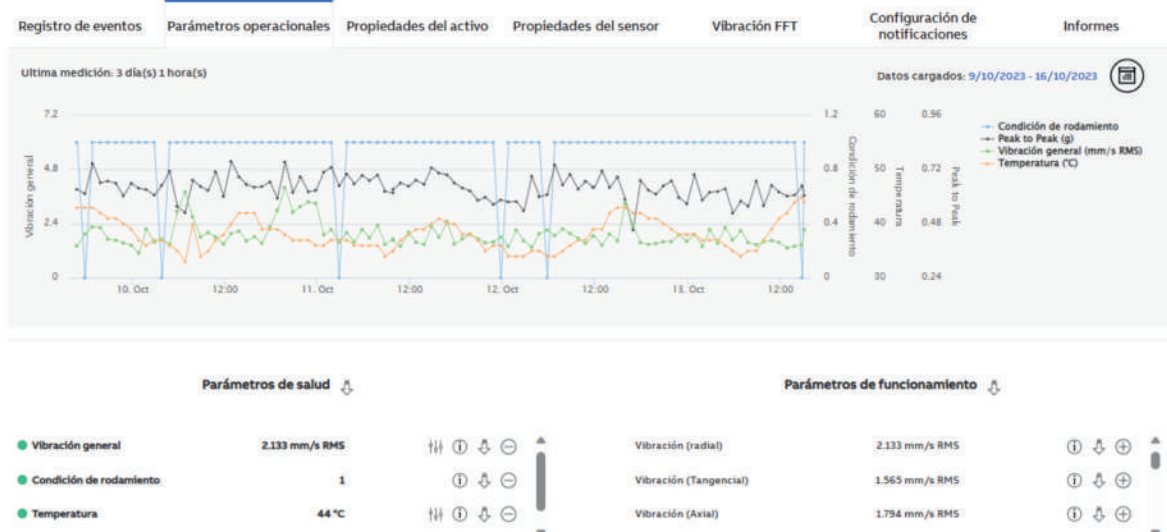 Registro de eventos
Parámetros operacionales
Propiedades del activo
Propiedades del sensor
Vibración FFT
Configuración de
notificaciones
Informes
Ultima medición: 3 día(s) 1 hora(s)
Datos cargados: 9/10/2023 - 16/10/2023
7.2
4.8
2.4
0
Vibración general
10. Oct
12:00
11. Oct
12:00
12. Oct
12:00
13. Oct
12:00
1.2
0.8
0.4
0
Condición de rodamiento
60
50
40
30
Temperatura
0.96
0.72
0.48
0.24
Peak to Peak
Condición de rodamiento
Peak to Peak (g)
Vibración general (mm/s RMS)
Temperatura (°C)
Parámetros de salud
Vibración general 2.133 mm/s RMS
Condición de rodamiento 1
Temperatura 44 °C
Parámetros de funcionamiento
Vibración (radial) 2.133 mm/s RMS
Vibración (Tangencial) 1.565 mm/s RMS
Vibración (Axial) 1.794 mm/s RMS